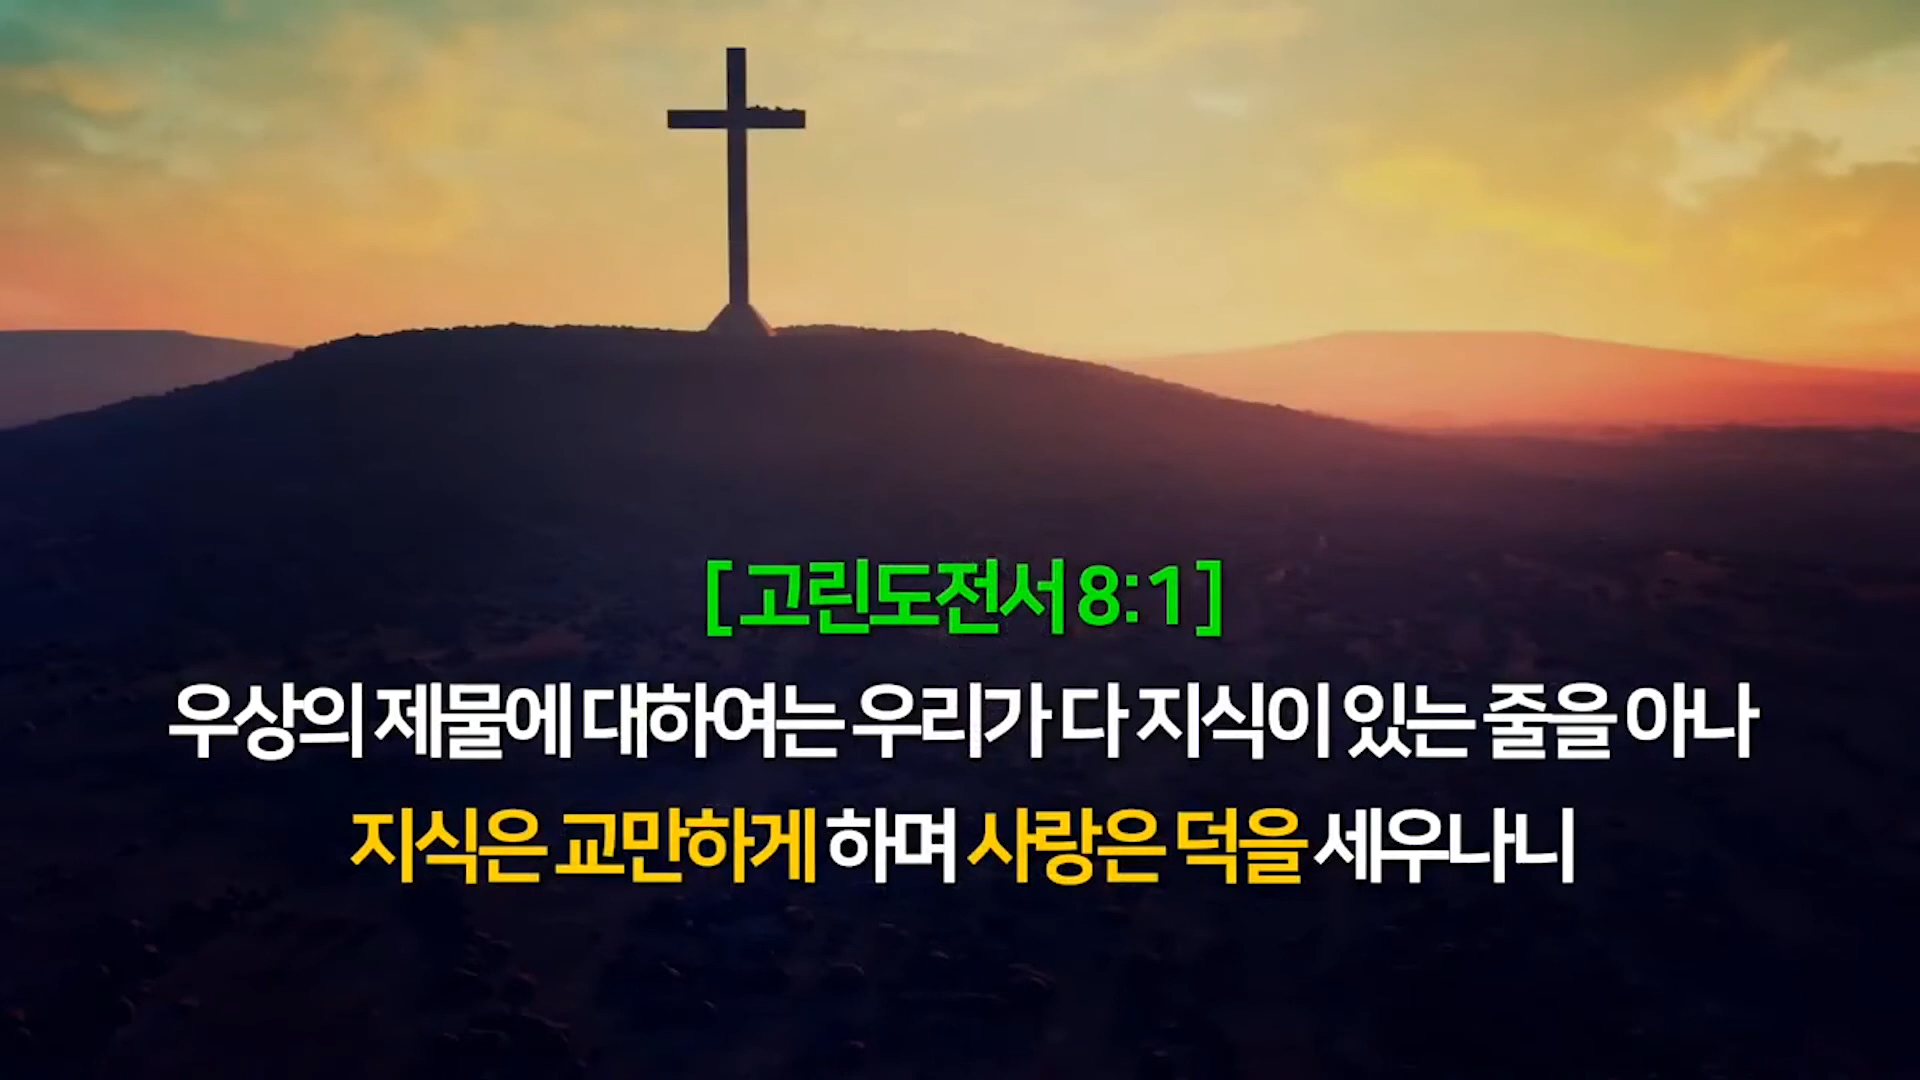 [ 고린도전서 8:1 ]
우상의 제물에 대하여는 우리가 다 지식이 있는 줄을 아나
지식은 교만하게 하며 사랑은 덕을 세우나니